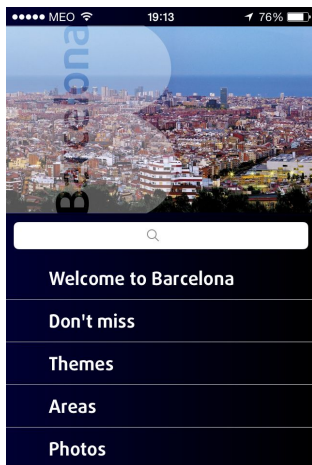 MEO 19:13 76%
Barcelona
Welcome to Barcelona
Don't miss
Themes
Areas
Photos